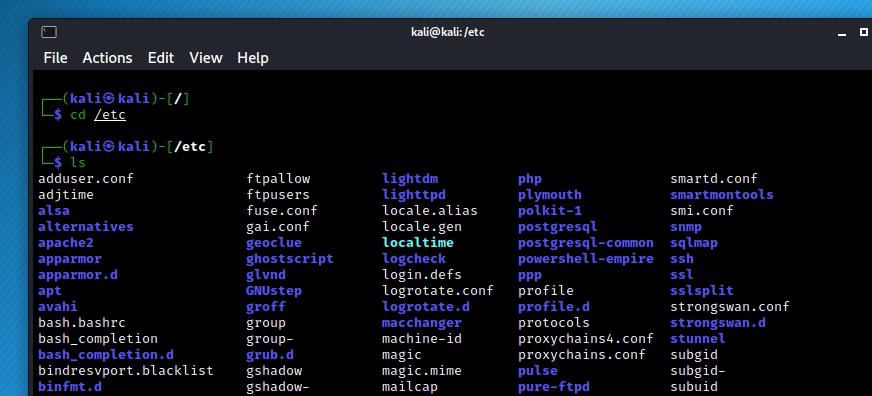 kali@kali: /etc
File Actions Edit View Help
┌──(kali㉿kali)-[/]
└─$ cd /etc
┌──(kali㉿kali)-[/etc]
└─$ ls
adduser.conf ftpallow lightdm php smartd.conf
adjtime ftpusers lighttpd plymouth smartmontools
alsa fuse.conf locale.alias polkit-1 smi.conf
alternatives gai.conf locale.gen postgresql snmp
apache2 geoclue localtime postgresql-common sqlmap
apparmor ghostscript logcheck powershell-empire ssh
apparmor.d glvnd login.defs ppp ssl
apt GNUstep logrotate.conf profile sslsplit
avahi groff logrotate.d profile.d strongswan.conf
bash.bashrc group macchanger protocols strongswan.d
bash_completion group- machine-id proxychains4.conf stunnel
bash_completion.d grub.d magic proxychains.conf subgid
bindresvport.blacklist gshadow magic.mime pulse subgid-
binfmt.d gshadow- mailcap pure-ftpd subuid